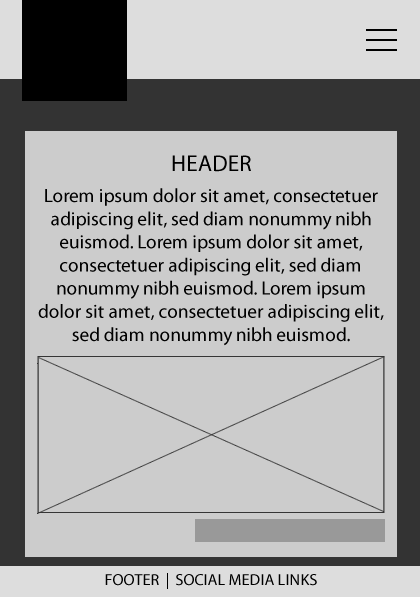 HEADER
Lorem ipsum dolor sit amet, consectetuer
adipiscing elit, sed diam nonummy nibh
euismod. Lorem ipsum dolor sit amet,
consectetuer adipiscing elit, sed diam
nonummy nibh euismod. Lorem ipsum
dolor sit amet, consectetuer adipiscing elit,
sed diam nonummy nibh euismod.
FOOTER | SOCIAL MEDIA LINKS